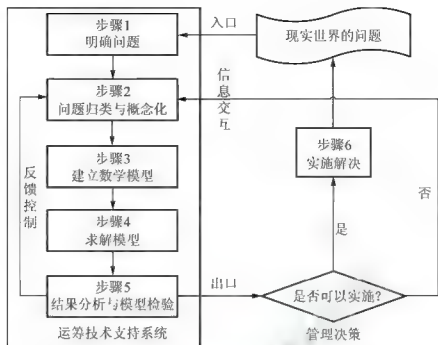 步骤1
明确问题
入口
现实世界的问题
步骤2
问题归类与概念化
信息交互
步骤3
建立数学模型
步骤6
实施解决
反馈控制
否
步骤4
求解模型
是
步骤5
结果分析与模型检验
出口
是否可以实施?
运筹技术支持系统
管理决策